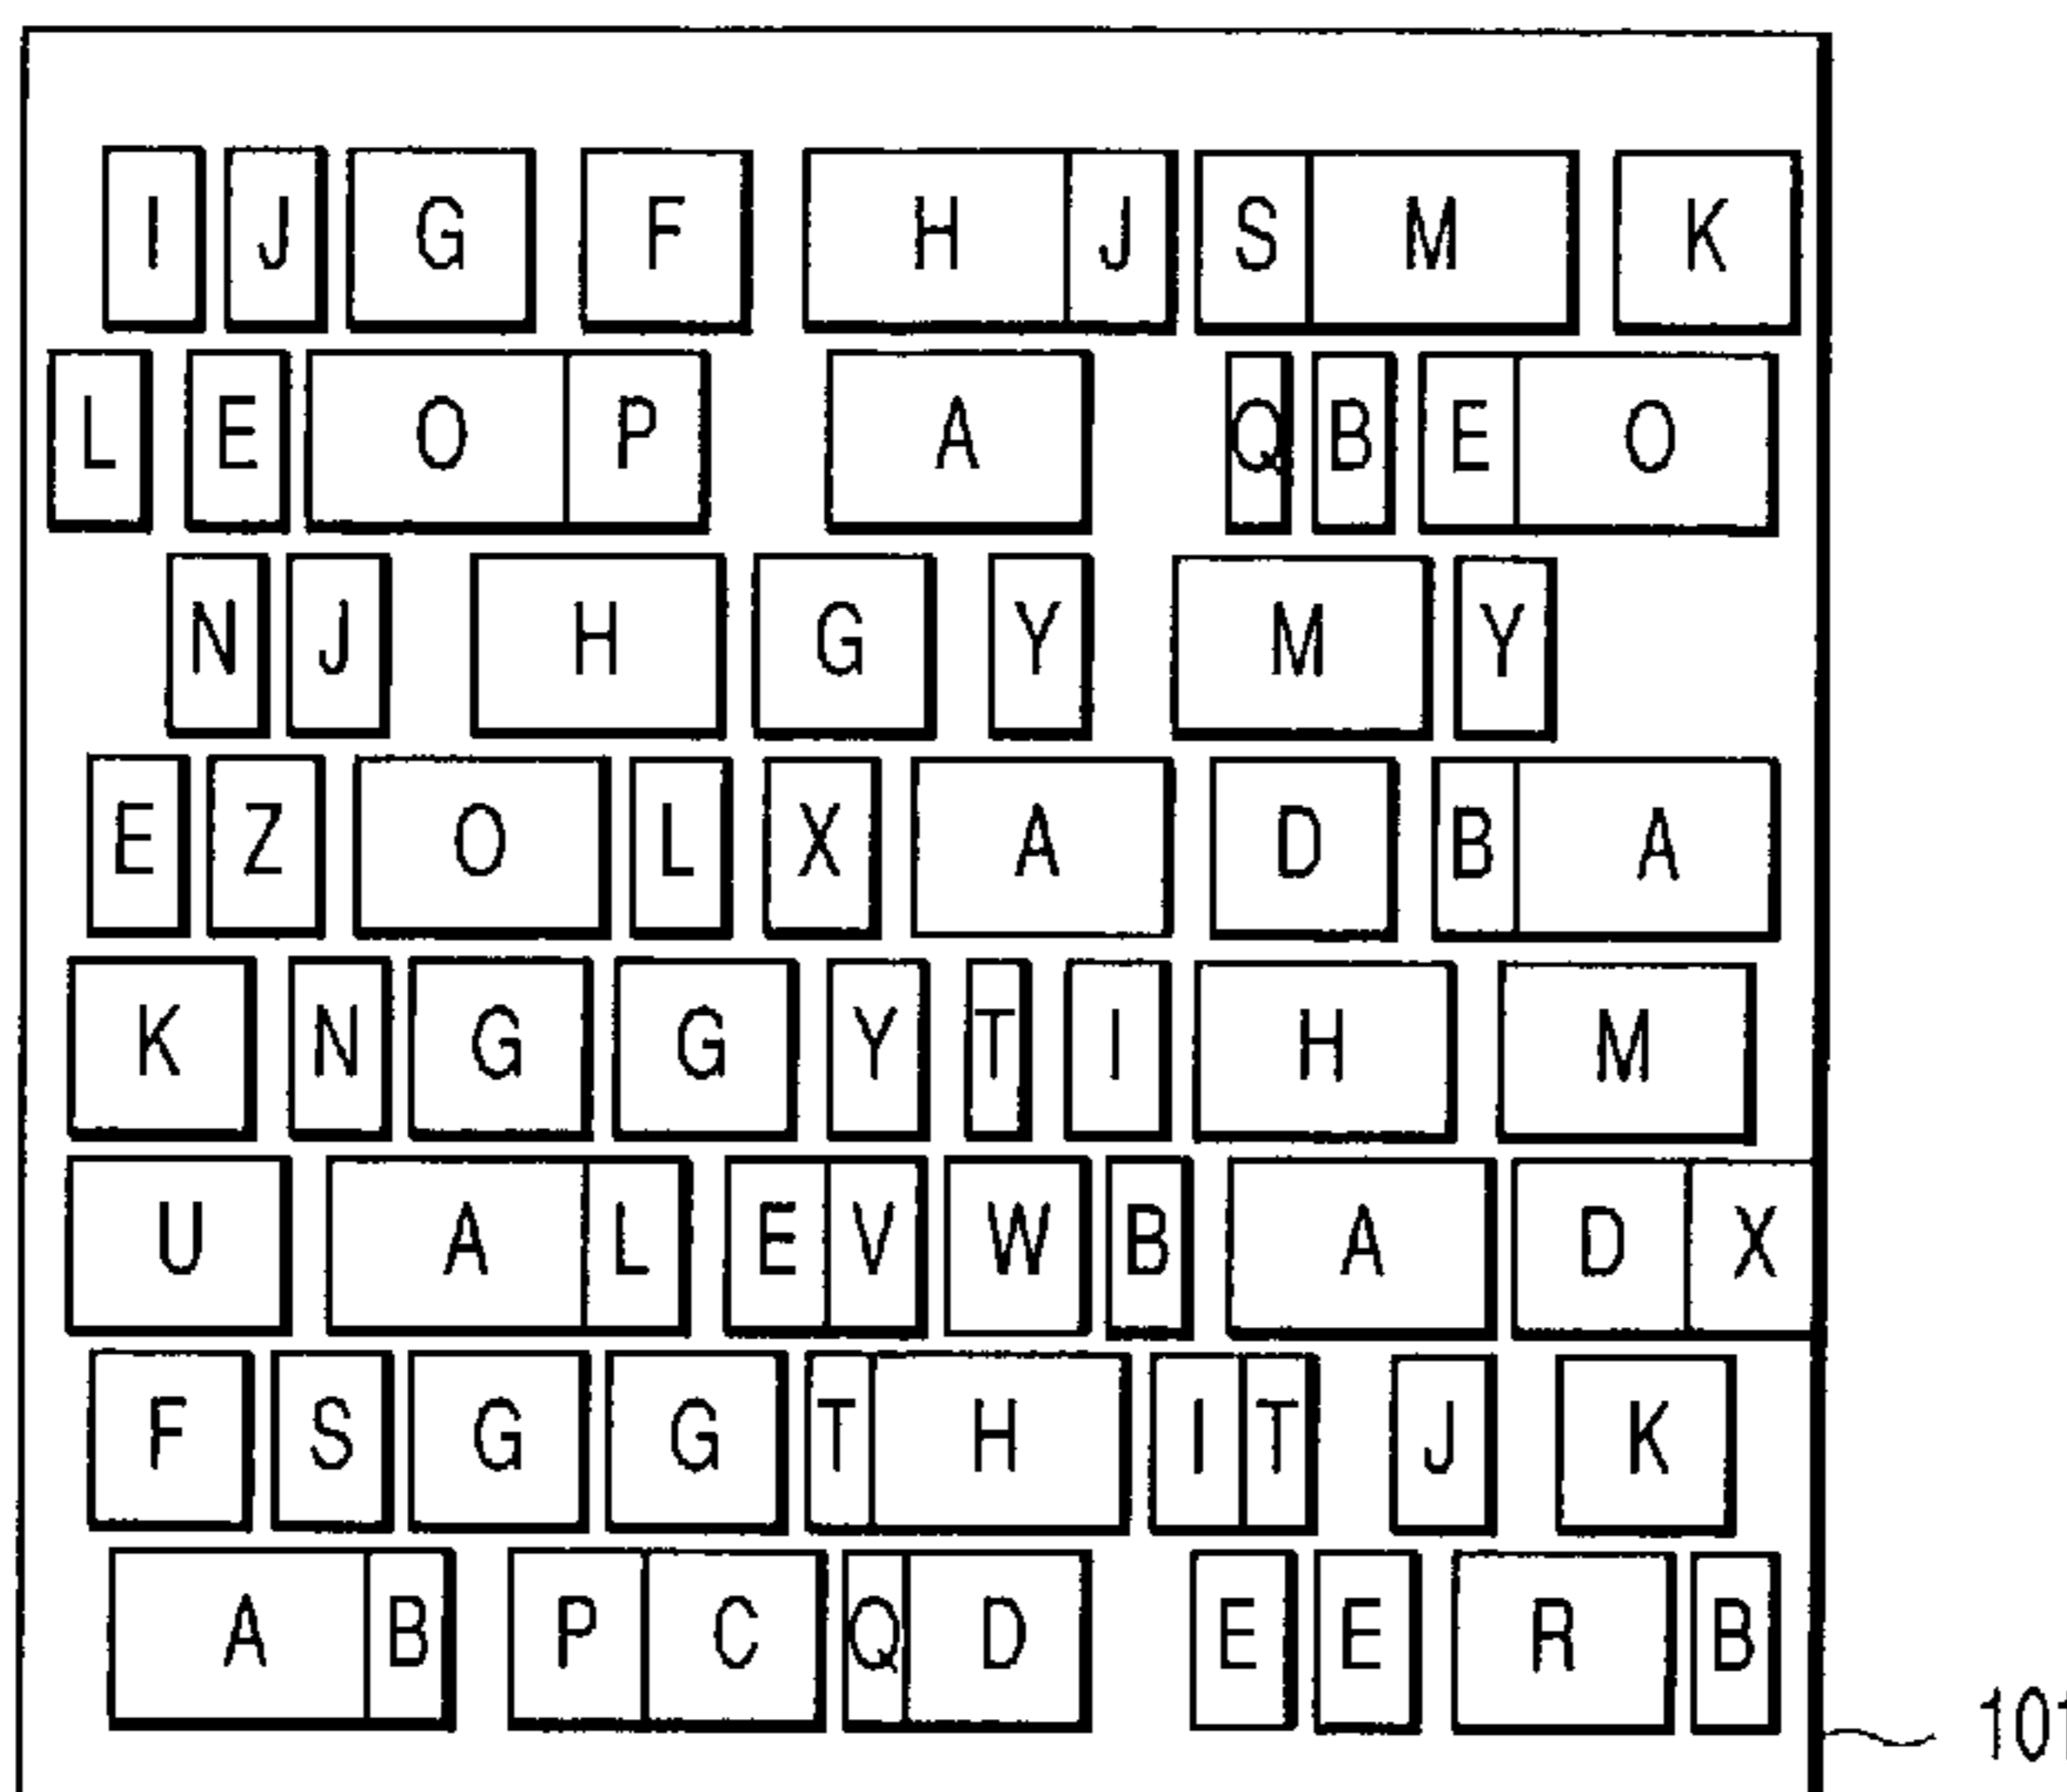 I J G F H J S M K
L E O P A Q B E O
N J H G Y M Y
E Z O L X A D B A
K N G G Y T I H M
U A L E V W B A D X
F S G G T H I T J K
A B P C Q D E E R B
101